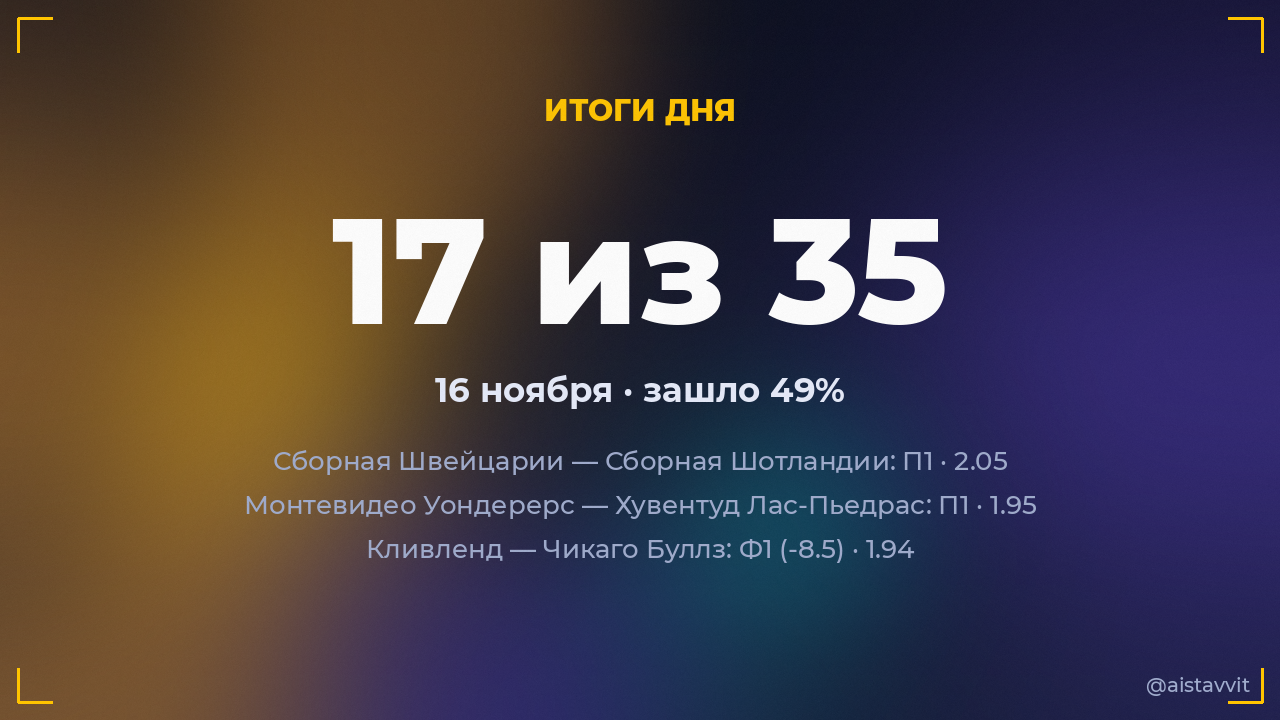 ИТОГИ ДНЯ
17 из 35
16 ноября · зашло 49%
Сборная Швейцарии — Сборная Шотландии: П1 · 2.05
Монтевидео Уондерерс — Хувентуд Лас-Пьедрас: П1 · 1.95
Кливленд — Чикаго Буллз: Ф1 (-8.5) · 1.94
@aistavvit